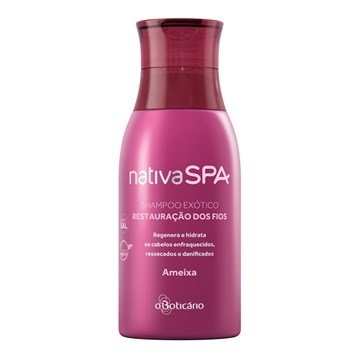 nativaSPA
SHAMPOO EXÓTICO
RESTAURAÇÃO DOS FIOS
Regenera e hidrata
os cabelos enfraquecidos,
ressecados e danificados
Ameixa
oBoticário